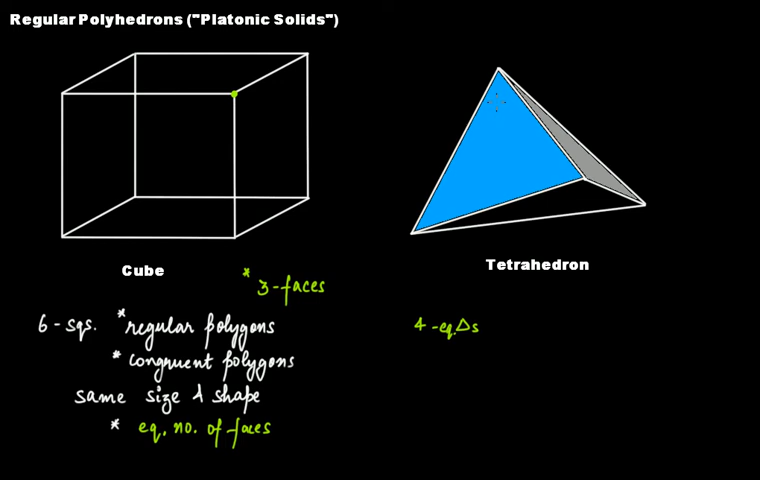 Regular Polyhedrons ("Platonic Solids")
Cube
Tetrahedron
* 3-faces
6-sqs. * regular polygons
* congruent polygons
same size & shape
* eq. no. of faces
4-eq.Δs